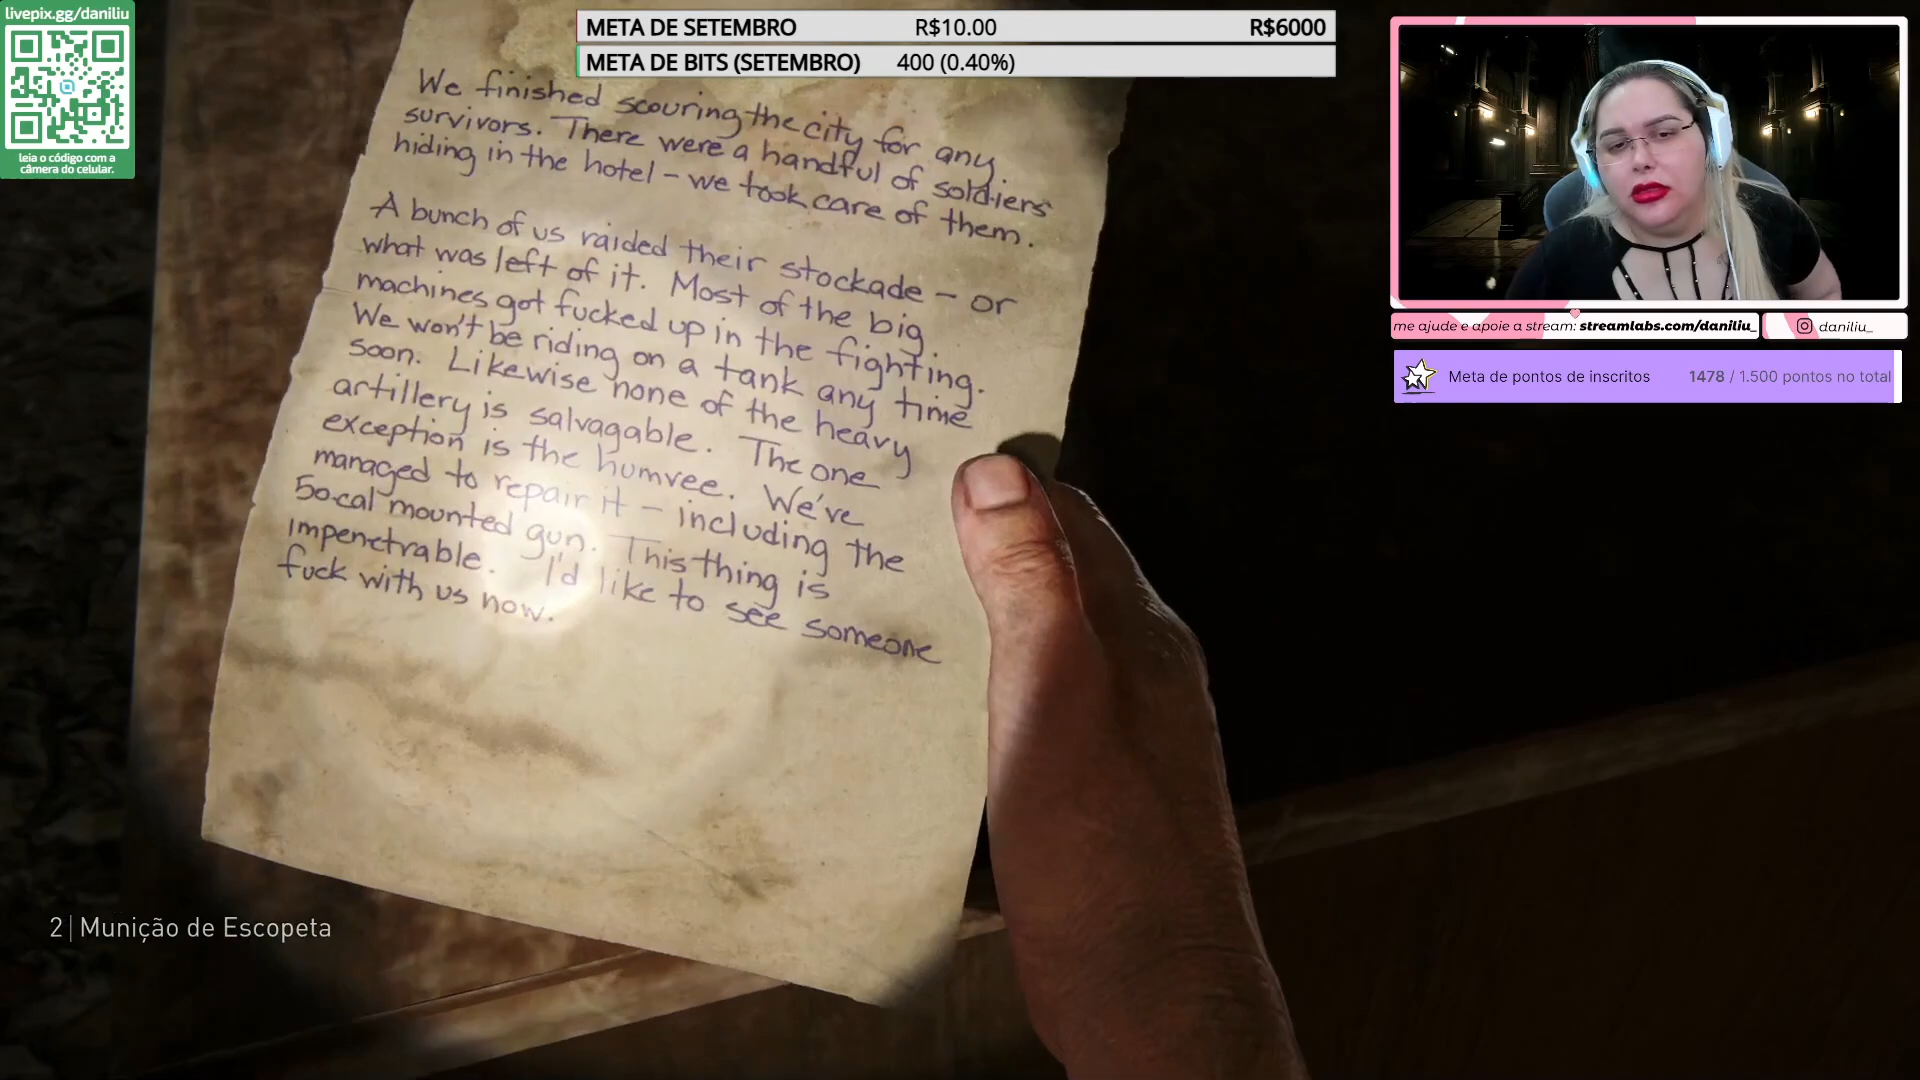 livepix.gg/daniliu
leia o código com a
câmera do celular.
META DE SETEMBRO R$10.00 R$6000
META DE BITS (SETEMBRO) 400 (0.40%)
We finished scouring the city for any
survivors. There were a handful of soldiers
hiding in the hotel - we took care of them.
A bunch of us raided their stockade - or
what was left of it. Most of the big
machines got fucked up in the fighting.
We won't be riding on a tank any time
soon. Likewise none of the heavy
artillery is salvagable. The one
exception is the humvee. We've
managed to repair it - including the
50cal mounted gun. This thing is
impenetrable. I'd like to see someone
fuck with us now.
me ajude e apoie a stream: streamlabs.com/daniliu_
daniliu_
Meta de pontos de inscritos 1478 / 1.500 pontos no total
2 | Munição de Escopeta